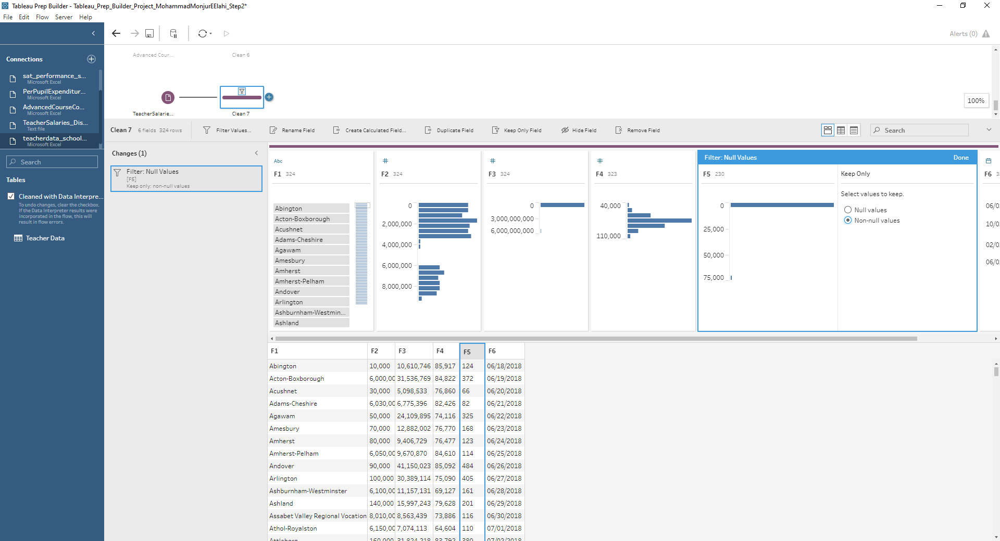 Tableau Prep Builder - Tableau_Prep_Builder_Project_MohammadMonjurEElahi_Step2*
File Edit Flow Server Help
Alerts (0)
Connections
sat_performance_s...
Microsoft Excel
PerPupilExpenditur...
Microsoft Excel
AdvancedCourseCo...
Microsoft Excel
TeacherSalaries_Dis...
Text file
teacherdata_school...
Microsoft Excel
Search
Tables
Cleaned with Data Interpre...
To undo changes, clear the checkbox.
If the Data Interpreter results were
incorporated in the flow, this will
result in flow errors.
Teacher Data
Advanced Cour... Clean 6
TeacherSalarie... Clean 7
100%
Clean 7 6 fields 324 rows Filter Values... Rename Field Create Calculated Field... Duplicate Field Keep Only Field Hide Field Remove Field Search
Changes (1)
Filter: Null Values
[F5]
Keep only: non-null values
Abc
F1 324
Abington
Acton-Boxborough
Acushnet
Adams-Cheshire
Agawam
Amesbury
Amherst
Amherst-Pelham
Andover
Arlington
Ashburnham-Westmin...
Ashland
#
F2 324
0
2,000,000
4,000,000
6,000,000
8,000,000
#
F3 324
0
3,000,000,000
6,000,000,000
#
F4 323
40,000
110,000
Filter: Null Values Done
F5 230
0
25,000
50,000
75,000
Keep Only
Select values to keep.
Null values
Non-null values
F6
06/0
10/0
02/0
06/0
F1 F2 F3 F4 F5 F6
Abington 10,000 10,610,746 85,917 124 06/18/2018
Acton-Boxborough 6,000,00 31,536,769 84,822 372 06/19/2018
Acushnet 30,000 5,098,533 76,860 66 06/20/2018
Adams-Cheshire 6,030,00 6,775,396 82,426 82 06/21/2018
Agawam 50,000 24,109,895 74,116 325 06/22/2018
Amesbury 70,000 12,882,002 76,770 168 06/23/2018
Amherst 80,000 9,406,729 76,477 123 06/24/2018
Amherst-Pelham 6,050,00 9,670,870 84,610 114 06/25/2018
Andover 90,000 41,150,023 85,092 484 06/26/2018
Arlington 100,000 30,389,114 75,090 405 06/27/2018
Ashburnham-Westminster 6,100,00 11,157,131 69,127 161 06/28/2018
Ashland 140,000 15,997,243 79,628 201 06/29/2018
Assabet Valley Regional Vocation 8,010,00 8,563,439 73,886 116 06/30/2018
Athol-Royalston 6,150,00 7,074,113 64,604 110 07/01/2018
Attleboro 160,000 31,824,218 83,792 380 07/02/2018